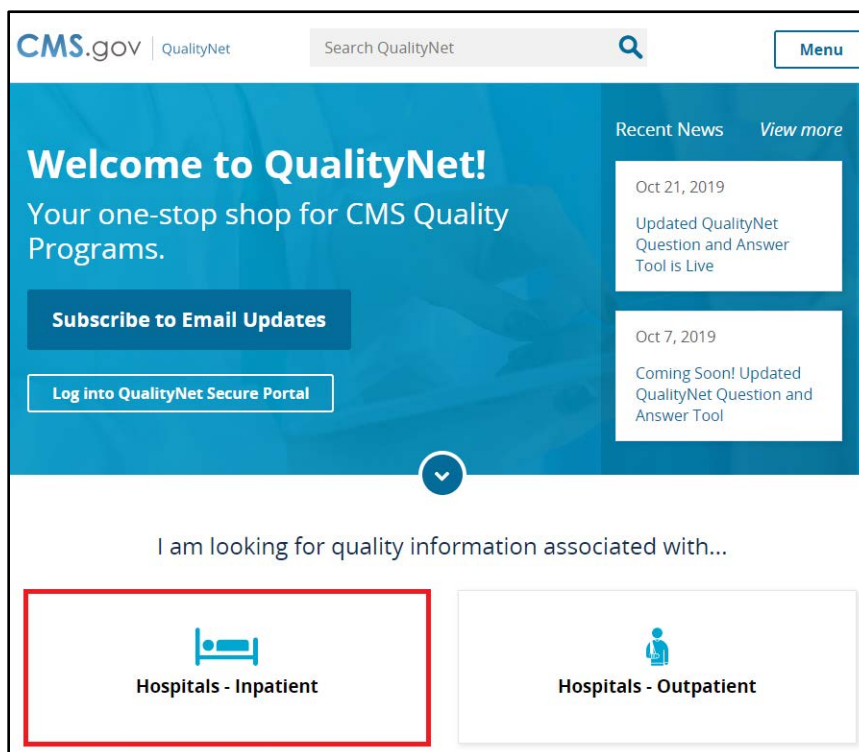 CMS.gov QualityNet
Search QualityNet
Menu
Welcome to QualityNet!
Your one-stop shop for CMS Quality
Programs.
Subscribe to Email Updates
Log into QualityNet Secure Portal
Recent News View more
Oct 21, 2019
Updated QualityNet
Question and Answer
Tool is Live
Oct 7, 2019
Coming Soon! Updated
QualityNet Question and
Answer Tool
I am looking for quality information associated with...
Hospitals - Inpatient
Hospitals - Outpatient